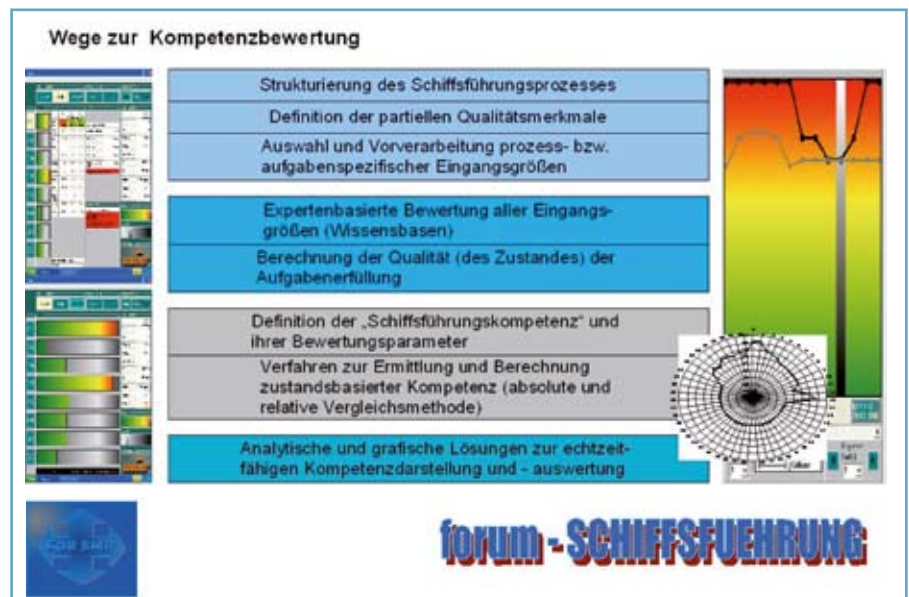 Wege zur Kompetenzbewertung
Strukturierung des Schiffsführungsprozesses
Definition der partiellen Qualitätsmerkmale
Auswahl und Vorverarbeitung prozess- bzw.
aufgabenspezifischer Eingangsgrößen
Expertenbasierte Bewertung aller Eingangs-
größen (Wissensbasen)
Berechnung der Qualität (des Zustandes) der
Aufgabenerfüllung
Definition der „Schiffsführungskompetenz“ und
ihrer Bewertungsparameter
Verfahren zur Ermittlung und Berechnung
zustandsbasierter Kompetenz (absolute und
relative Vergleichsmethode)
Analytische und grafische Lösungen zur echtzeit-
fähigen Kompetenzdarstellung und - auswertung
forum - SCHIFFSFUEHRUNG